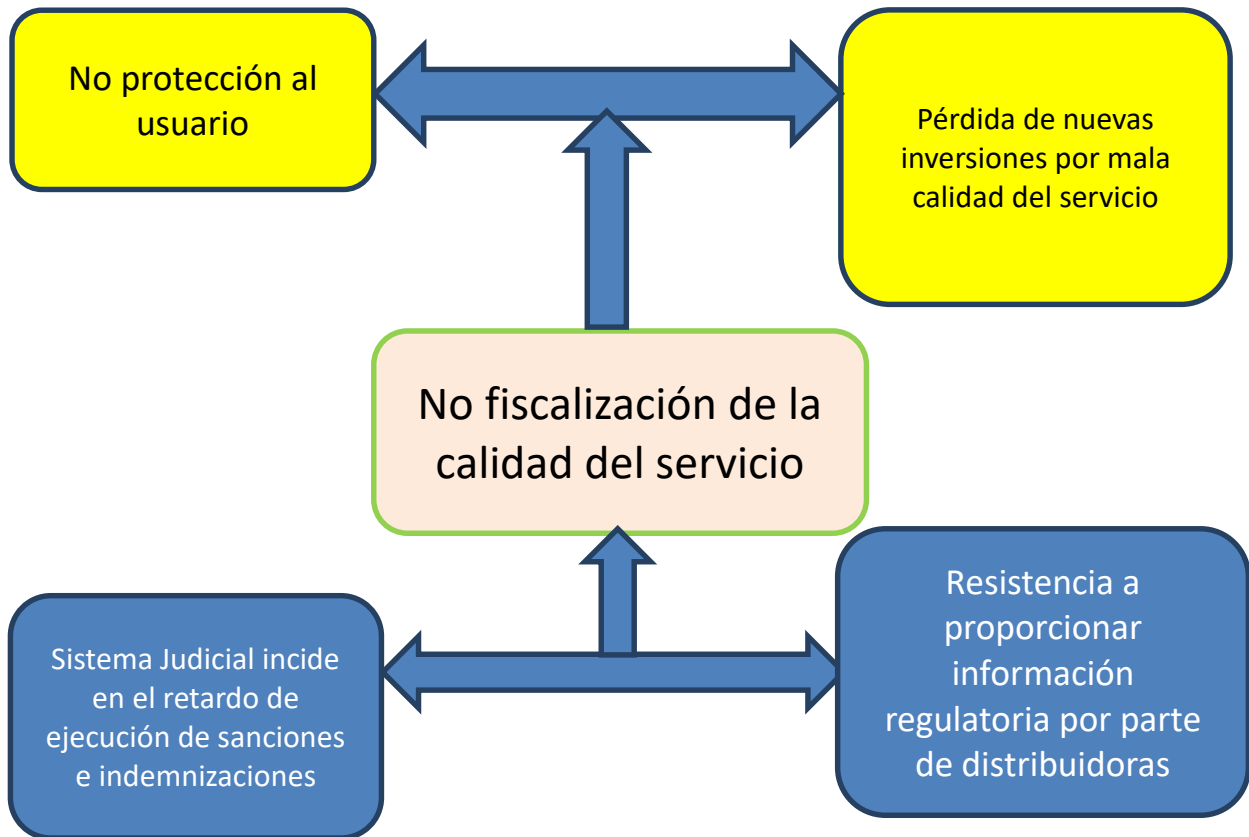 No protección al
usuario
Pérdida de nuevas
inversiones por mala
calidad del servicio
No fiscalización de la
calidad del servicio
Sistema Judicial incide
en el retardo de
ejecución de sanciones
e indemnizaciones
Resistencia a
proporcionar
información
regulatoria por parte
de distribuidoras